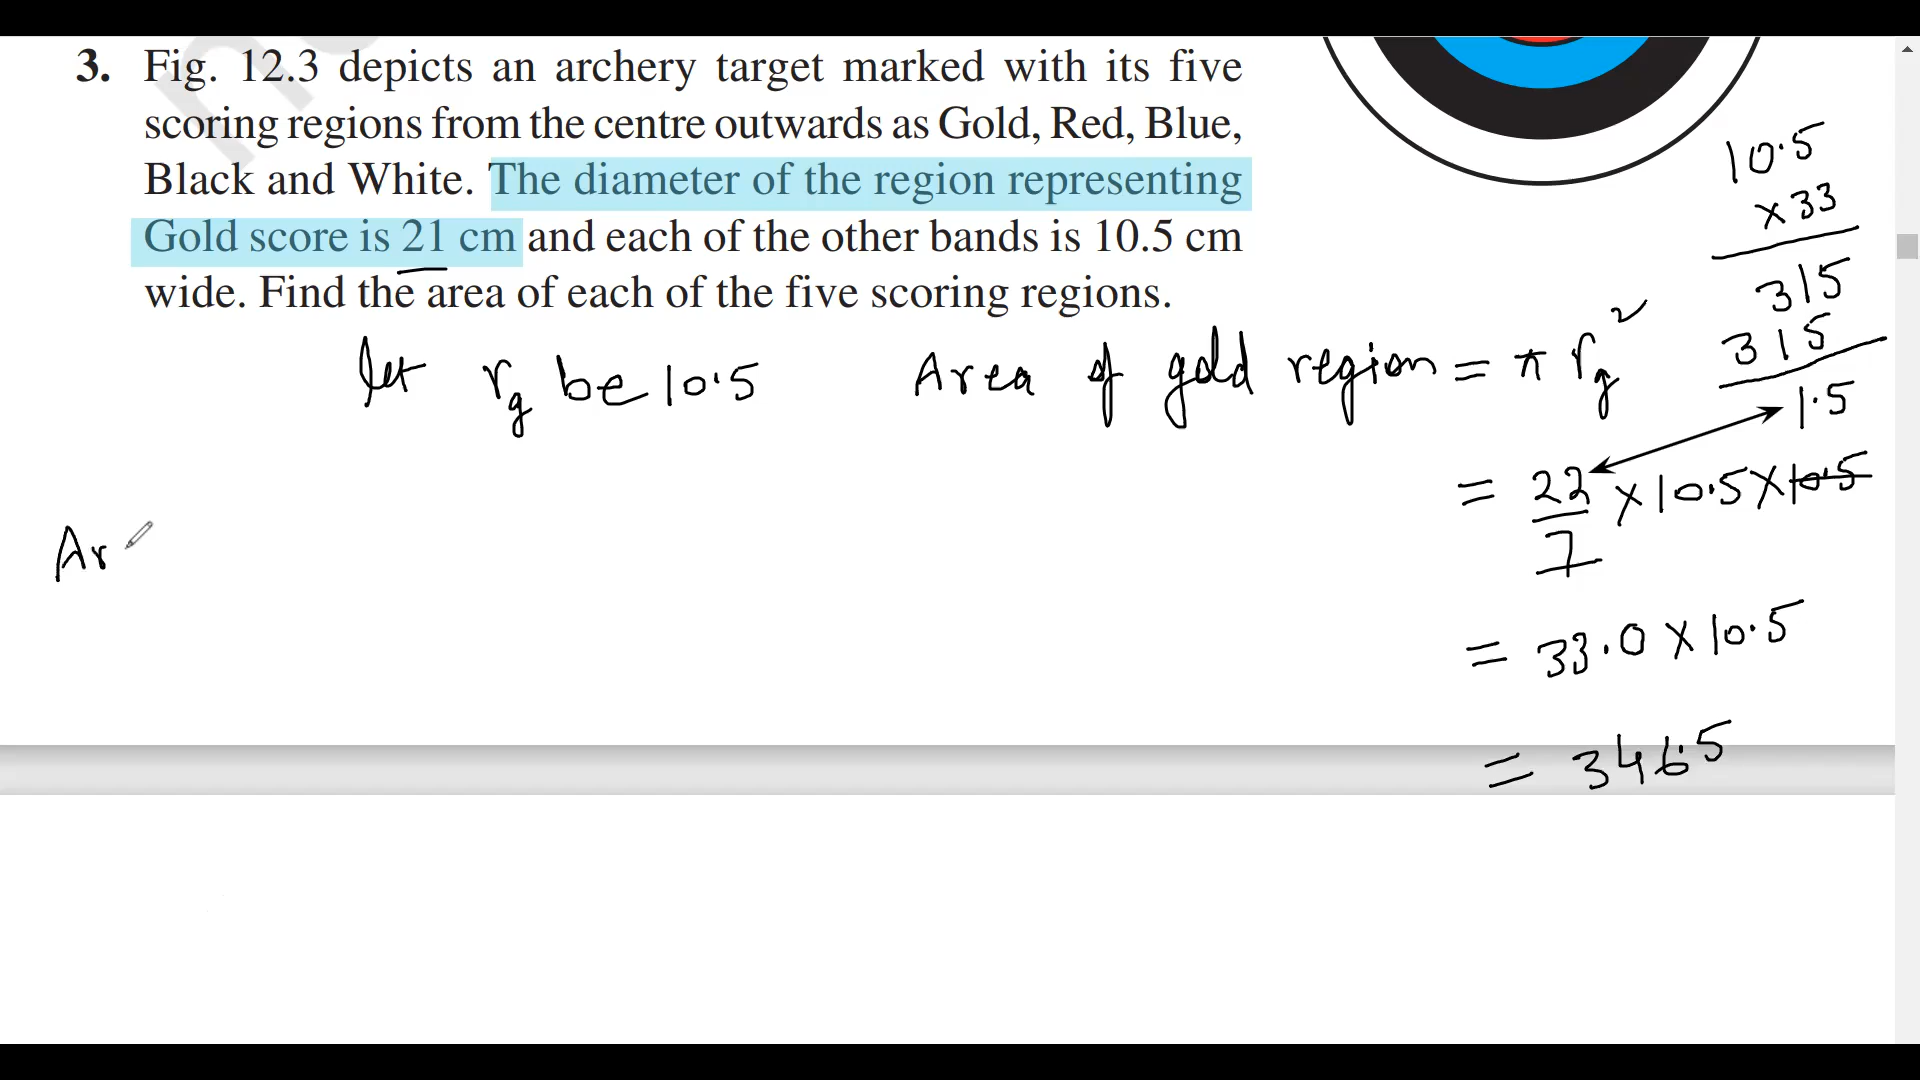 3. Fig. 12.3 depicts an archery target marked with its five
scoring regions from the centre outwards as Gold, Red, Blue,
Black and White. The diameter of the region representing
Gold score is 21 cm and each of the other bands is 10.5 cm
wide. Find the area of each of the five scoring regions.
10.5
×33
315
315
let rg be 10.5 Area of gold region = π rg²
1.5
= 22/7 × 10.5 × 10.5
= 33.0 × 10.5
= 346.5
Ar